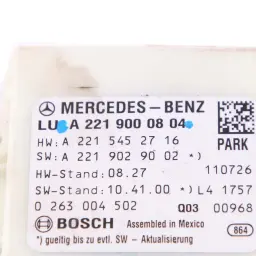 MERCEDES-BENZ
LU A 221 900 08 04
HW: A 221 545 27 16 PARK
SW: A 221 902 90 02 *)
HW-Stand: 08.27 110726
SW-Stand: 10.41.00 *) L4 1757
0 263 004 502 Q03 00968
BOSCH Assembled in Mexico
*) gueltig bis zu evtl. SW - Aktualisierung 864